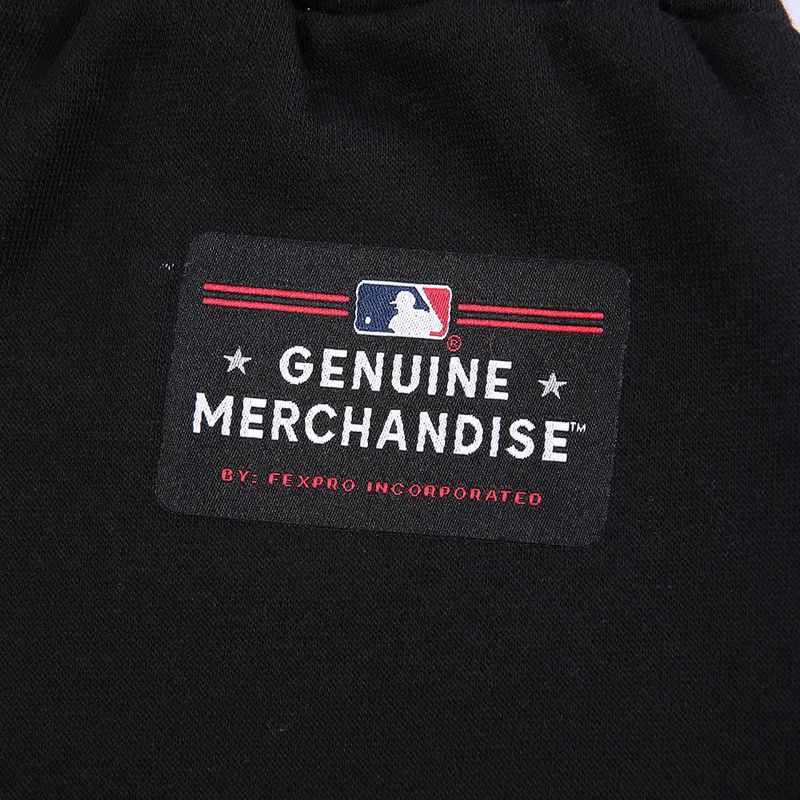 ®
GENUINE
MERCHANDISE™
BY: FEXPRO INCORPORATED